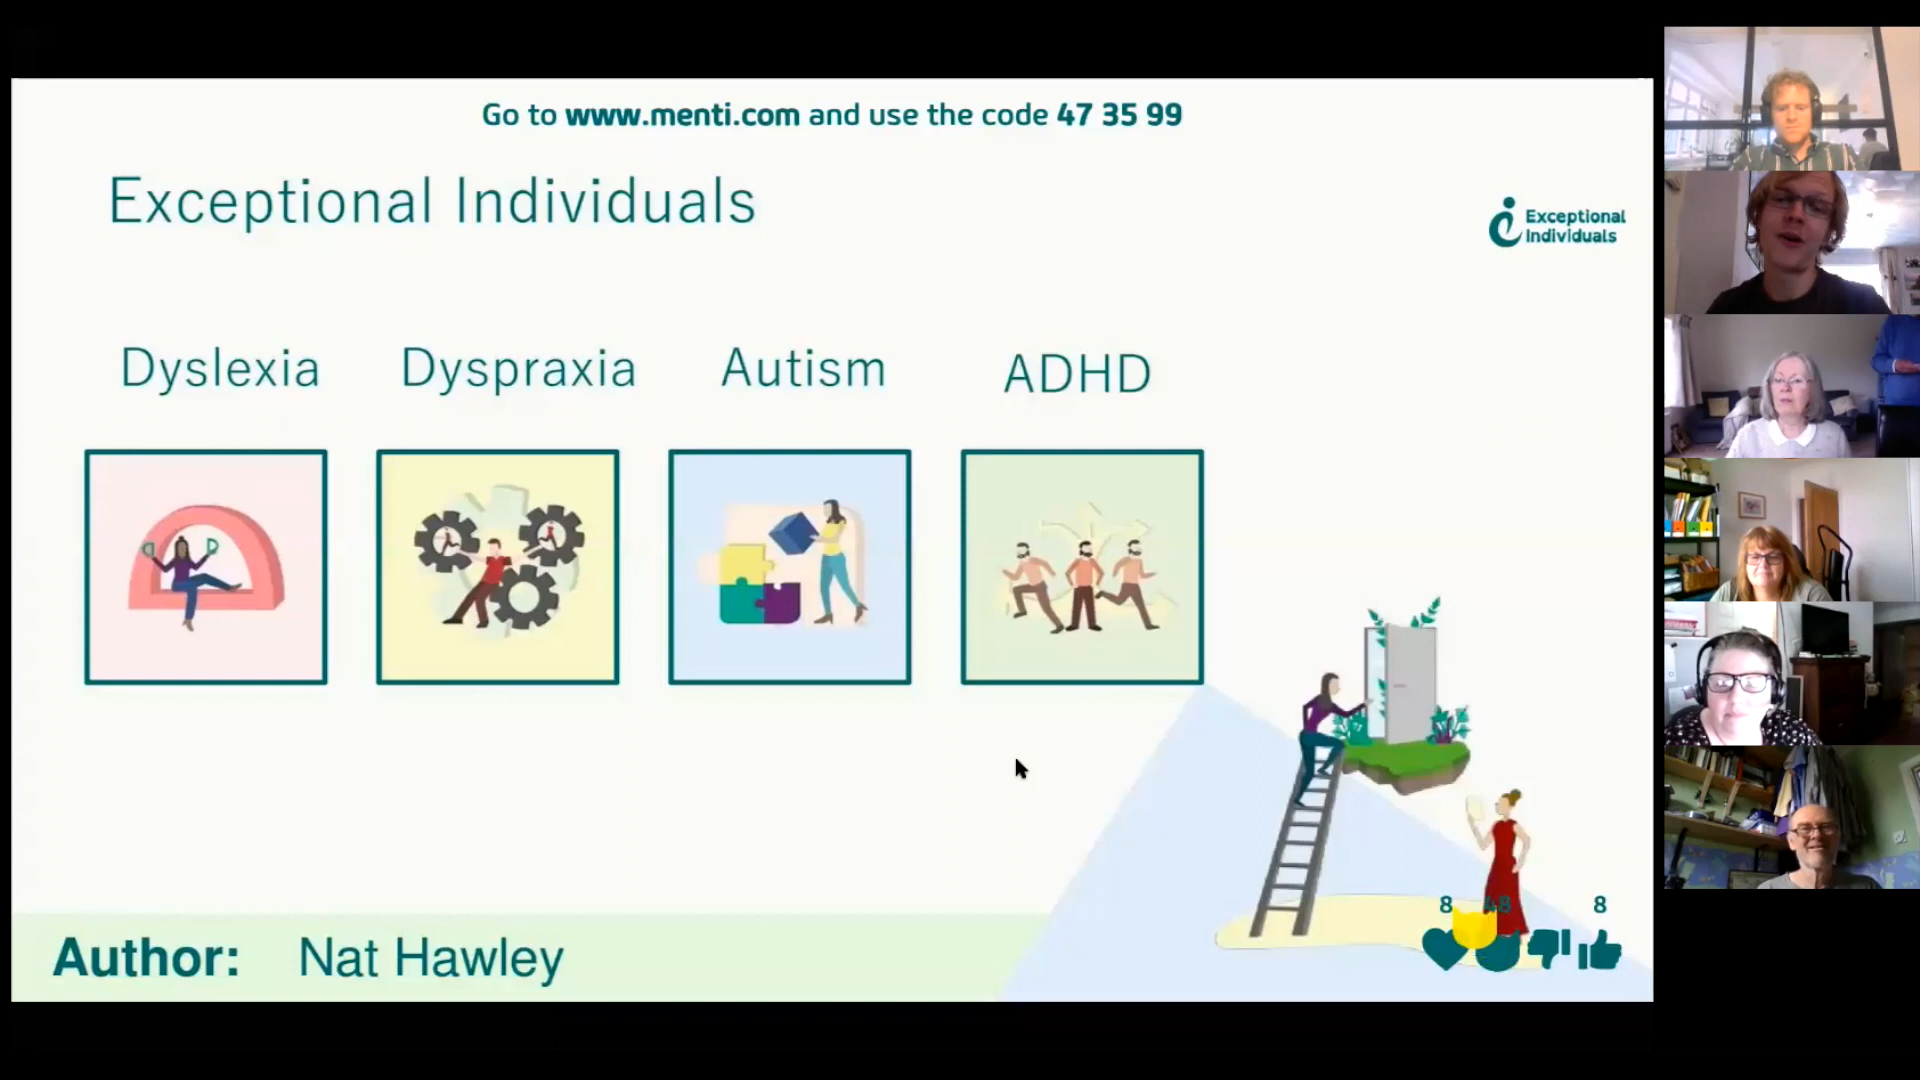 Go to www.menti.com and use the code 47 35 99
Exceptional Individuals
Exceptional
Individuals
Dyslexia Dyspraxia Autism ADHD
8 48 8
Author: Nat Hawley